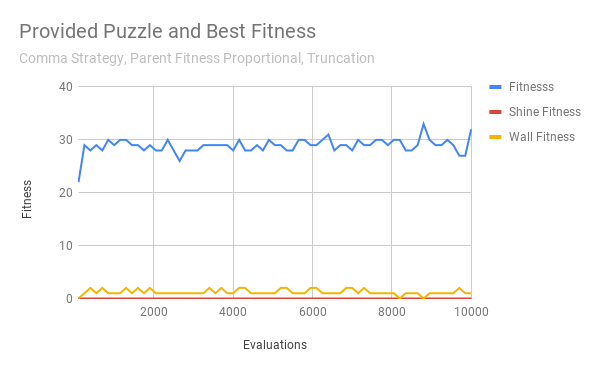 Provided Puzzle and Best Fitness
Comma Strategy, Parent Fitness Proportional, Truncation
Fitnesss
Shine Fitness
Wall Fitness
Fitness
40
30
20
10
0
2000 4000 6000 8000 10000
Evaluations